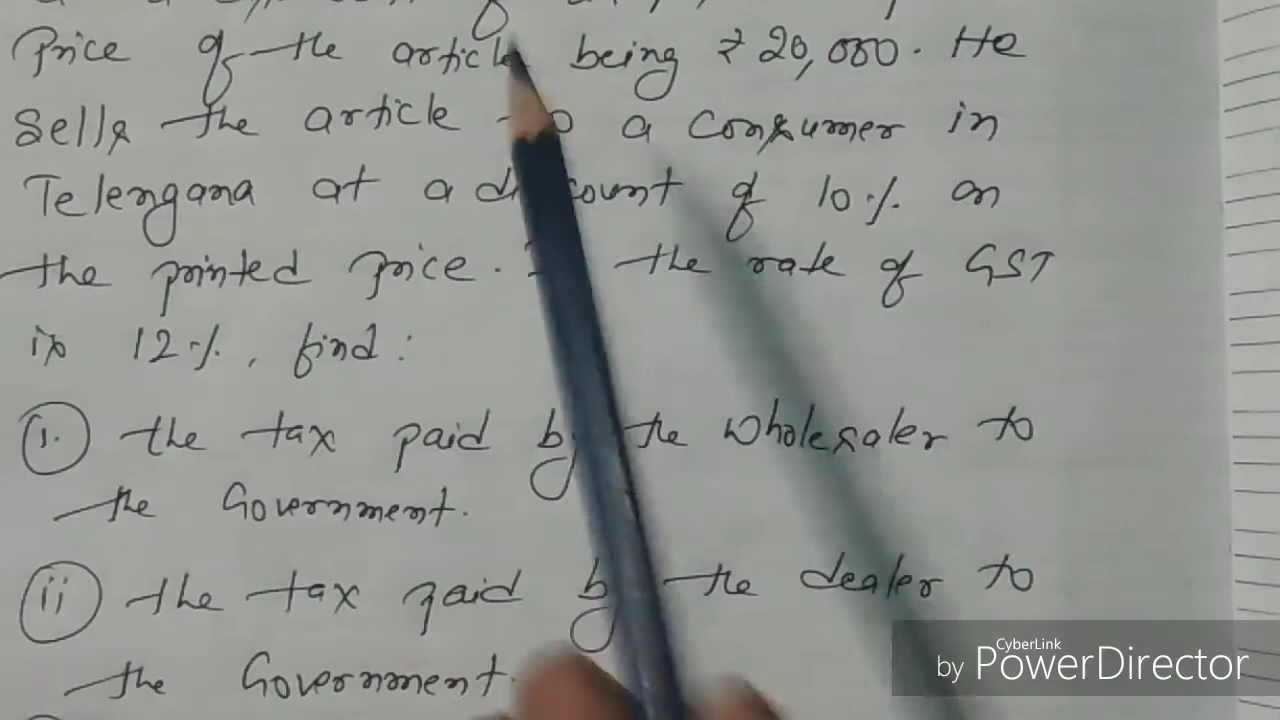 Price of the article being ₹ 20,000. He
Sells the article to a Consumer in
Telengana at a discount of 10% on
the printed price. the rate of GST
is 12%, find:
(i.) the tax paid by the wholesaler to
the Government.
(ii) the tax paid by the dealer to
the Government.
CyberLink
by PowerDirector